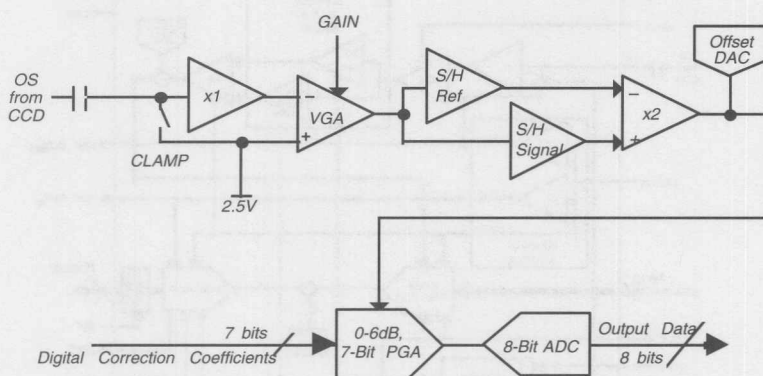 GAIN
Offset
DAC
OS
from
CCD
x1
VGA
S/H
Ref
x2
S/H
Signal
CLAMP
2.5V
7 bits
0-6dB,
7-Bit PGA
8-Bit ADC
Output Data
8 bits
Digital Correction Coefficients